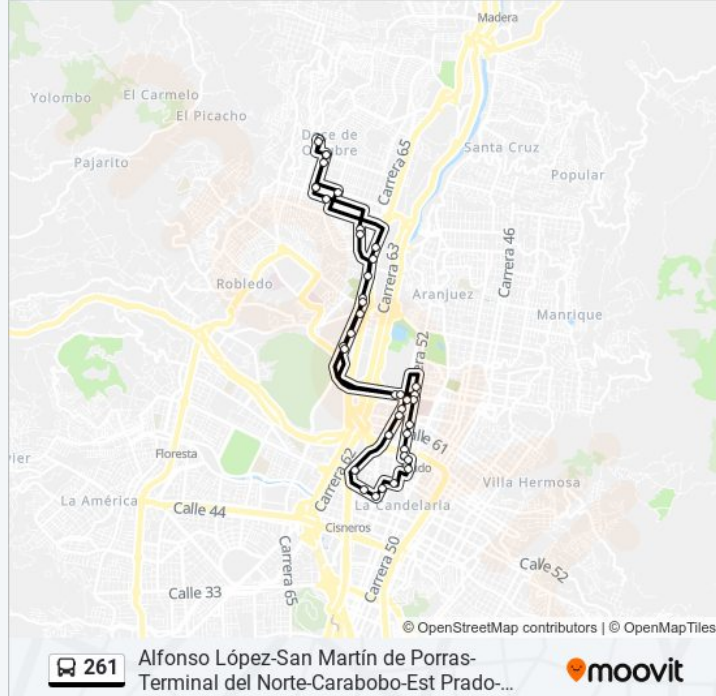 Madera
Yolombo
El Carmelo
El Picacho
Pajarito
Doce de
Octubre
Carrera 65
Santa Cruz
Popular
Carrera 46
Carrera 63
Robledo
Aranjuez
Manrique
Calle 61
Floresta
Carrera 62
Villa Hermosa
La América
Calle 44
La Candelaria
Cisneros
Carrera 50
Calle 52
Carrera 65
Calle 33
© OpenStreetMap contributors | © OpenMapTiles
261
Alfonso López-San Martín de Porras-
Terminal del Norte-Carabobo-Est Prado-...
moovit